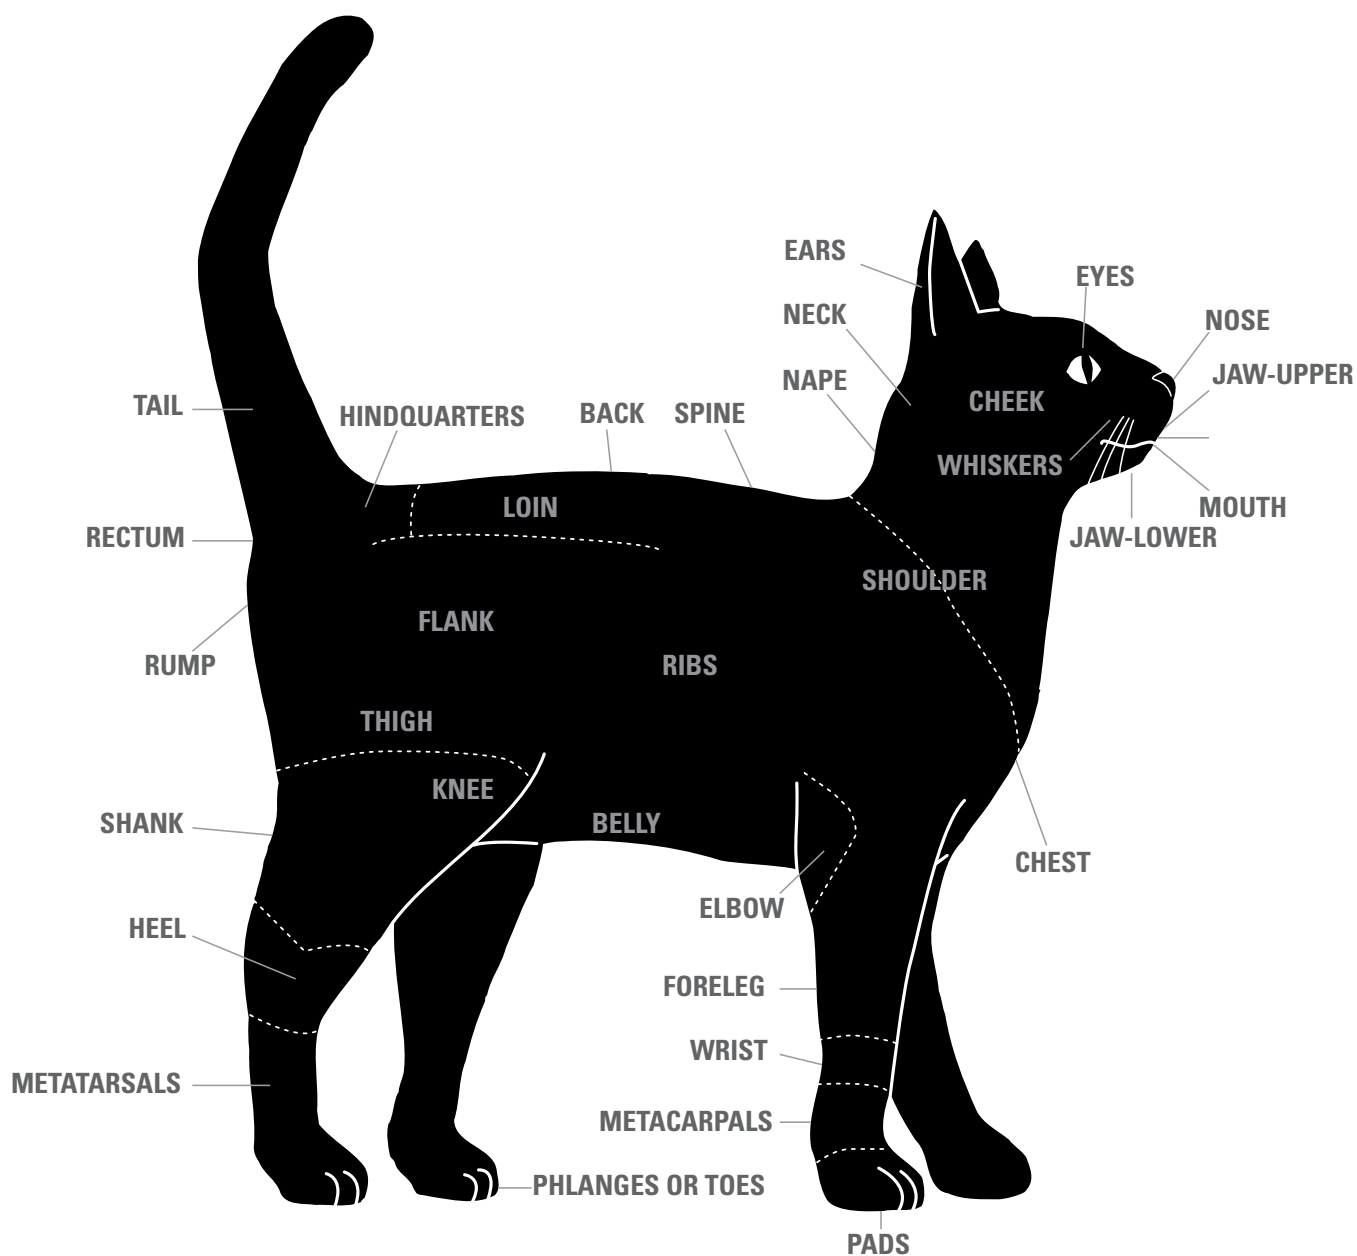 EARS
EYES
NECK
NOSE
NAPE
JAW-UPPER
TAIL
HINDQUARTERS
BACK
SPINE
CHEEK
WHISKERS
LOIN
MOUTH
RECTUM
JAW-LOWER
SHOULDER
FLANK
RUMP
RIBS
THIGH
KNEE
SHANK
BELLY
CHEST
ELBOW
HEEL
FORELEG
WRIST
METATARSALS
METACARPALS
PHLANGES OR TOES
PADS